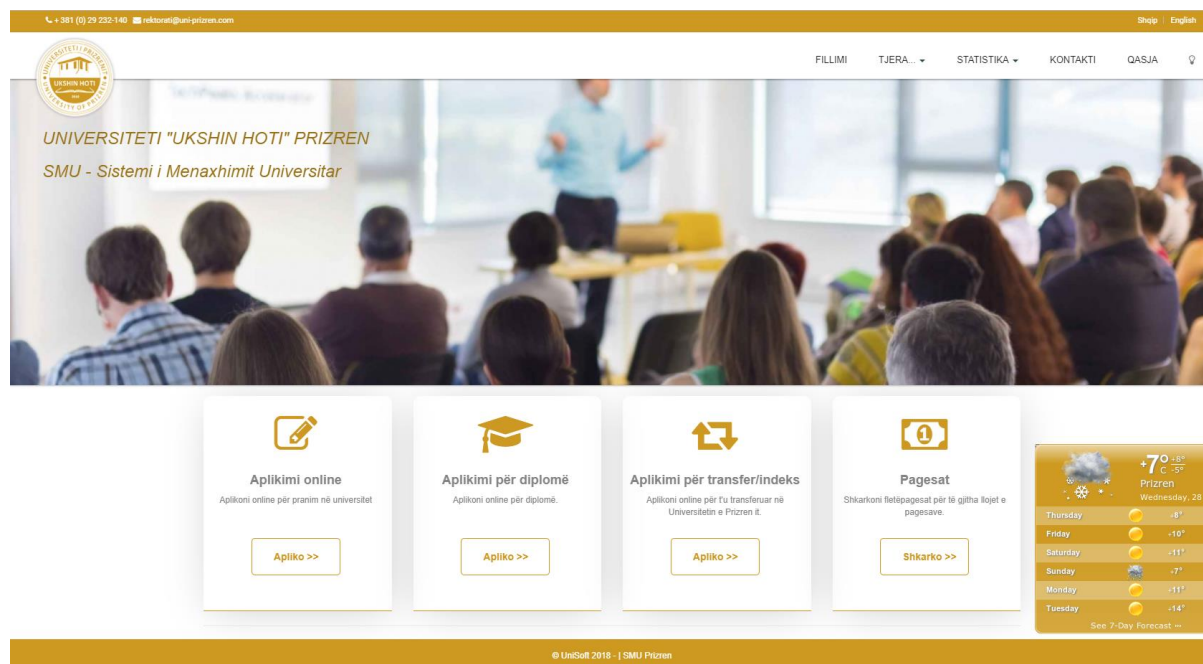 + 381 (0) 29 232-140 rektorati@uni-prizren.com
Shqip English
UNIVERSITETI I PRIZRENIT
UKSHIN HOTI
UNIVERSITY OF PRIZREN
FILLIMI TJERA... STATISTIKA KONTAKTI QASJA
UNIVERSITETI "UKSHIN HOTI" PRIZREN
SMU - Sistemi i Menaxhimit Universitar
Aplikimi online
Aplikoni online për pranim në universitet
Apliko >>
Aplikimi për diplomë
Aplikoni online për diplomë.
Apliko >>
Aplikimi për transfer/indeks
Aplikoni online për t'u transferuar në
Universitetin e Prizren it.
Apliko >>
Pagesat
Shkarkoni fletëpagesat për të gjitha llojet e
pagesave.
Shkarko >>
+7° C +8° -5°
Prizren
Wednesday, 28
Thursday +8°
Friday +10°
Saturday +11°
Sunday +7°
Monday +11°
Tuesday +14°
See 7-Day Forecast
© UniSoft 2018 - | SMU Prizren